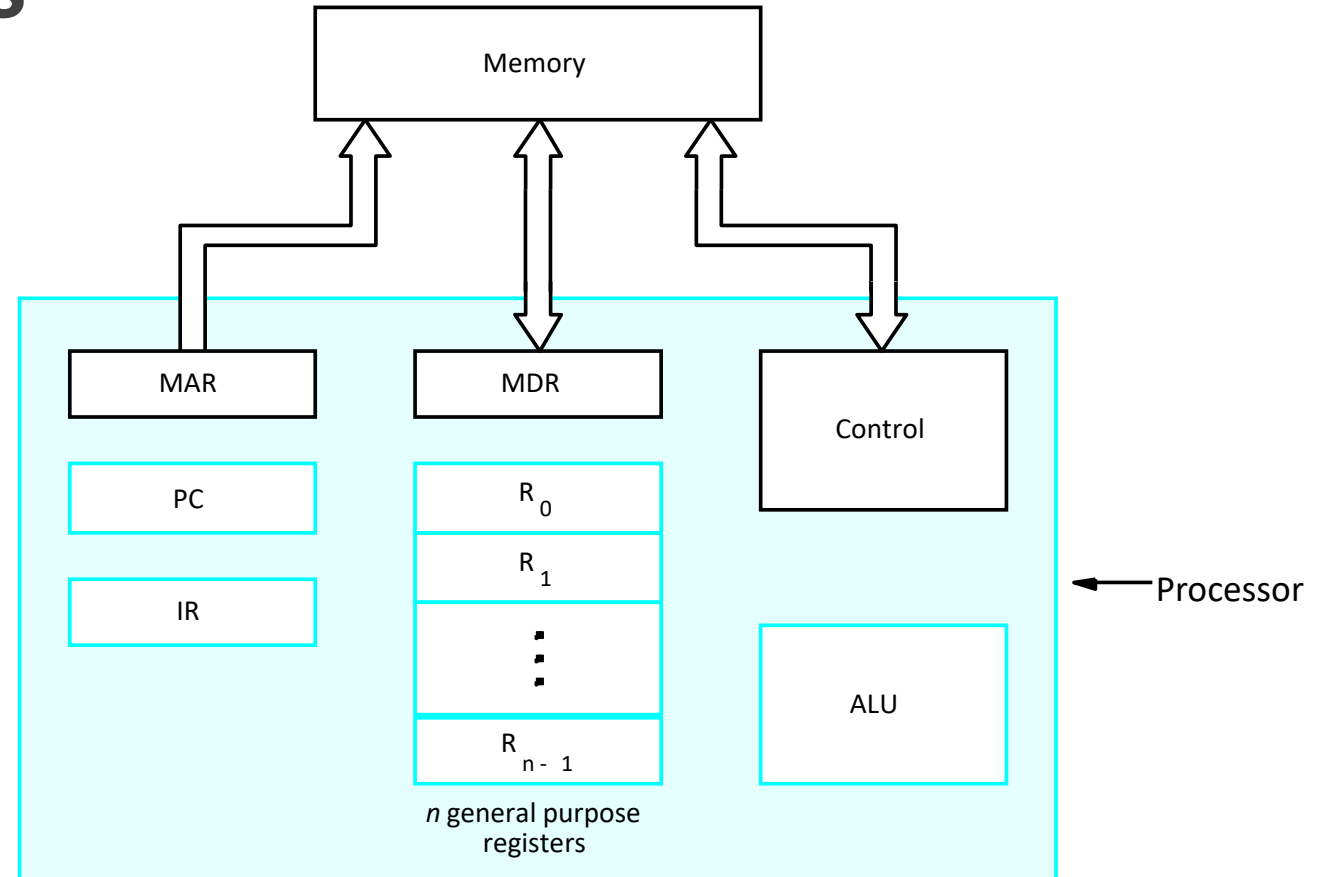 Memory
MAR
MDR
Control
PC
R 0
R 1
IR
Processor
ALU
R n - 1
n general purpose
registers